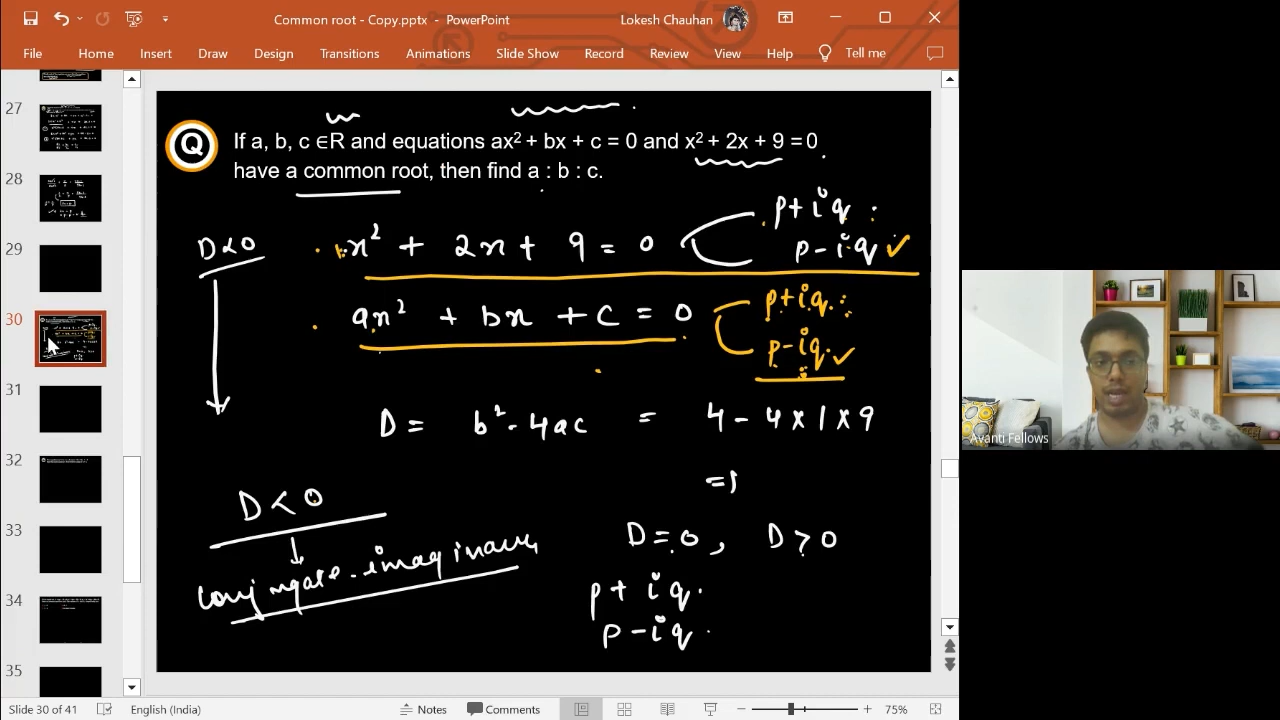 Common root - Copy.pptx - PowerPoint
Lokesh Chauhan
File Home Insert Draw Design Slide Show Transitions Animations Slide Show Record Review View Help Tell me
27
28
29
30
31
32
33
34
35
Q If a, b, c ∈R and equations ax² + bx + c = 0 and x² + 2x + 9 = 0
have a common root, then find a : b : c.
D<0
x² + 2x + 9 = 0
p+iq
p-iq
ax² + bx + c = 0
p+iq
p-iq
D = b² - 4ac = 4 - 4×1×9
=
D<0
D=0, D>0
conjugate-imaginary
p+iq
p-iq
Avanti Fellows
Slide 30 of 41 English (India) Notes Comments 75%